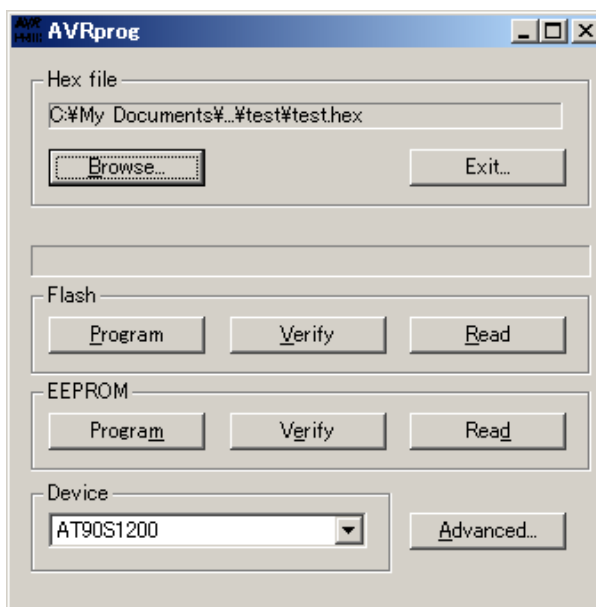 AVRprog
Hex file
C:¥My Documents¥...¥test¥test.hex
Browse... Exit...
Flash
Program Verify Read
EEPROM
Program Verify Read
Device
AT90S1200 Advanced...